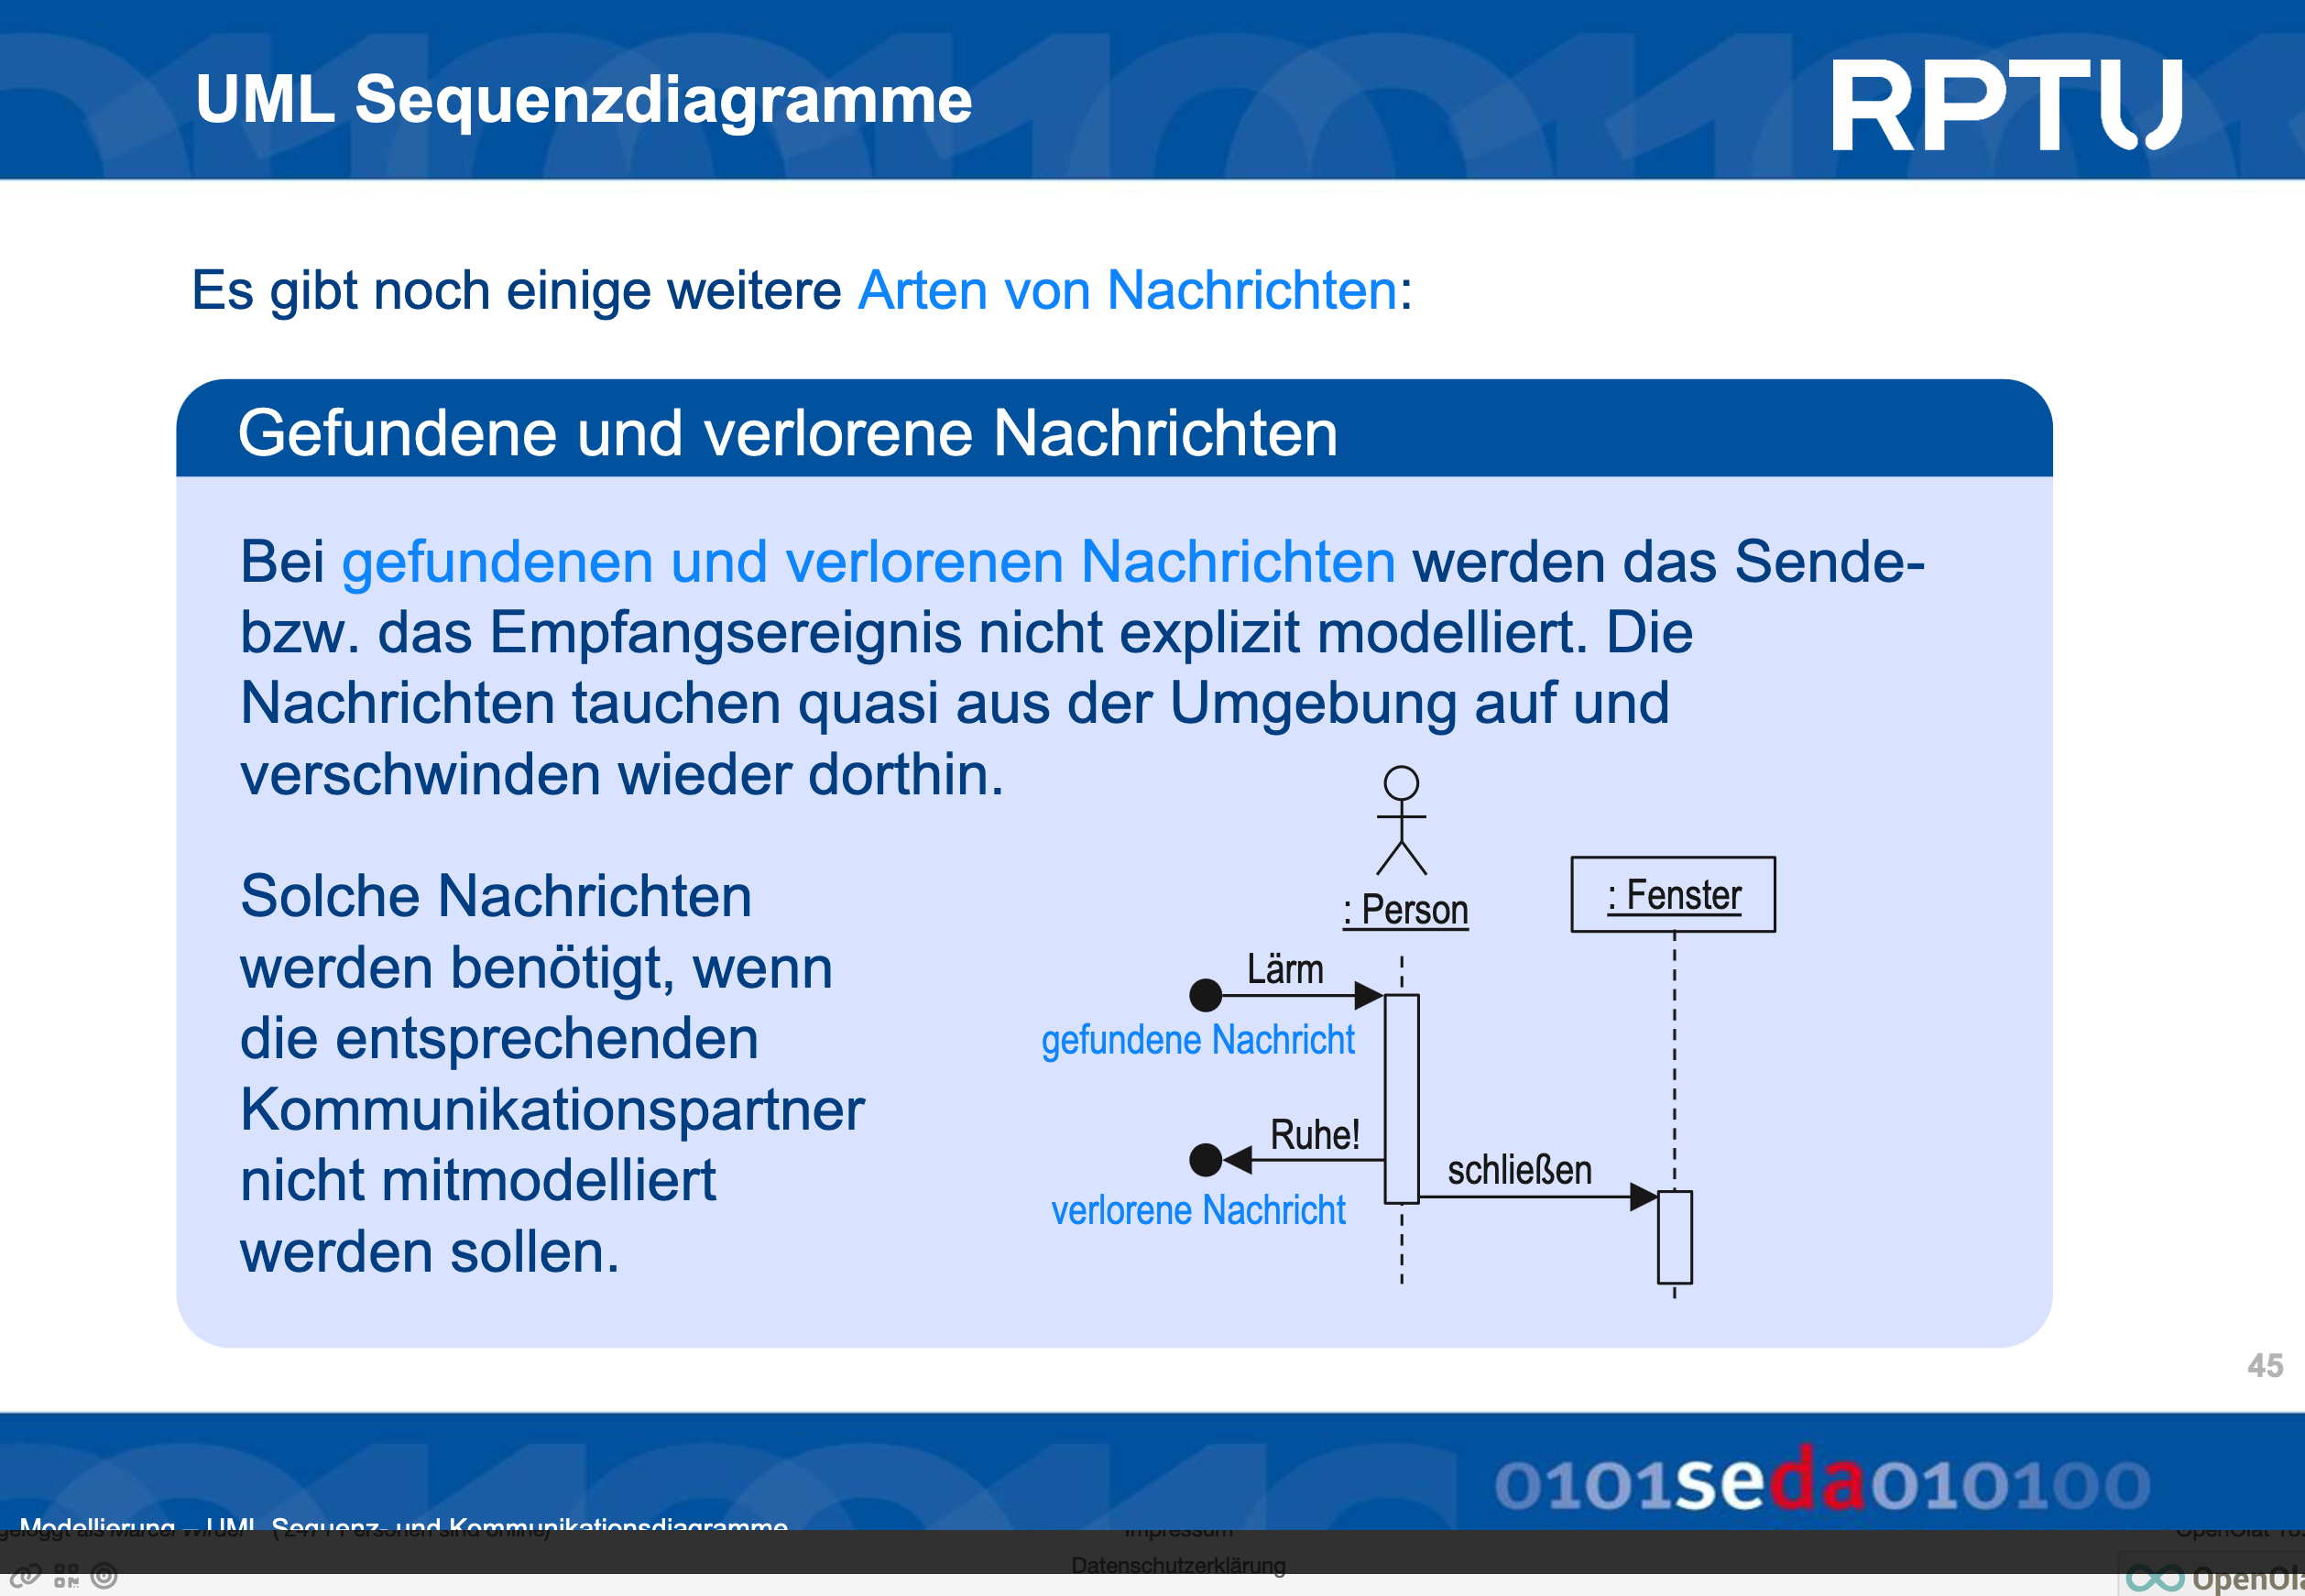 UML Sequenzdiagramme
RPTU
Es gibt noch einige weitere Arten von Nachrichten:
Gefundene und verlorene Nachrichten
Bei gefundenen und verlorenen Nachrichten werden das Sende-
bzw. das Empfangsereignis nicht explizit modelliert. Die
Nachrichten tauchen quasi aus der Umgebung auf und
verschwinden wieder dorthin.
Solche Nachrichten
werden benötigt, wenn
die entsprechenden
Kommunikationspartner
nicht mitmodelliert
werden sollen.
: Person
: Fenster
Lärm
gefundene Nachricht
Ruhe!
schließen
verlorene Nachricht
45
0101seda010100
Modellierung – UML Sequenz- und Kommunikationsdiagramme
Impressum
Datenschutzerklärung